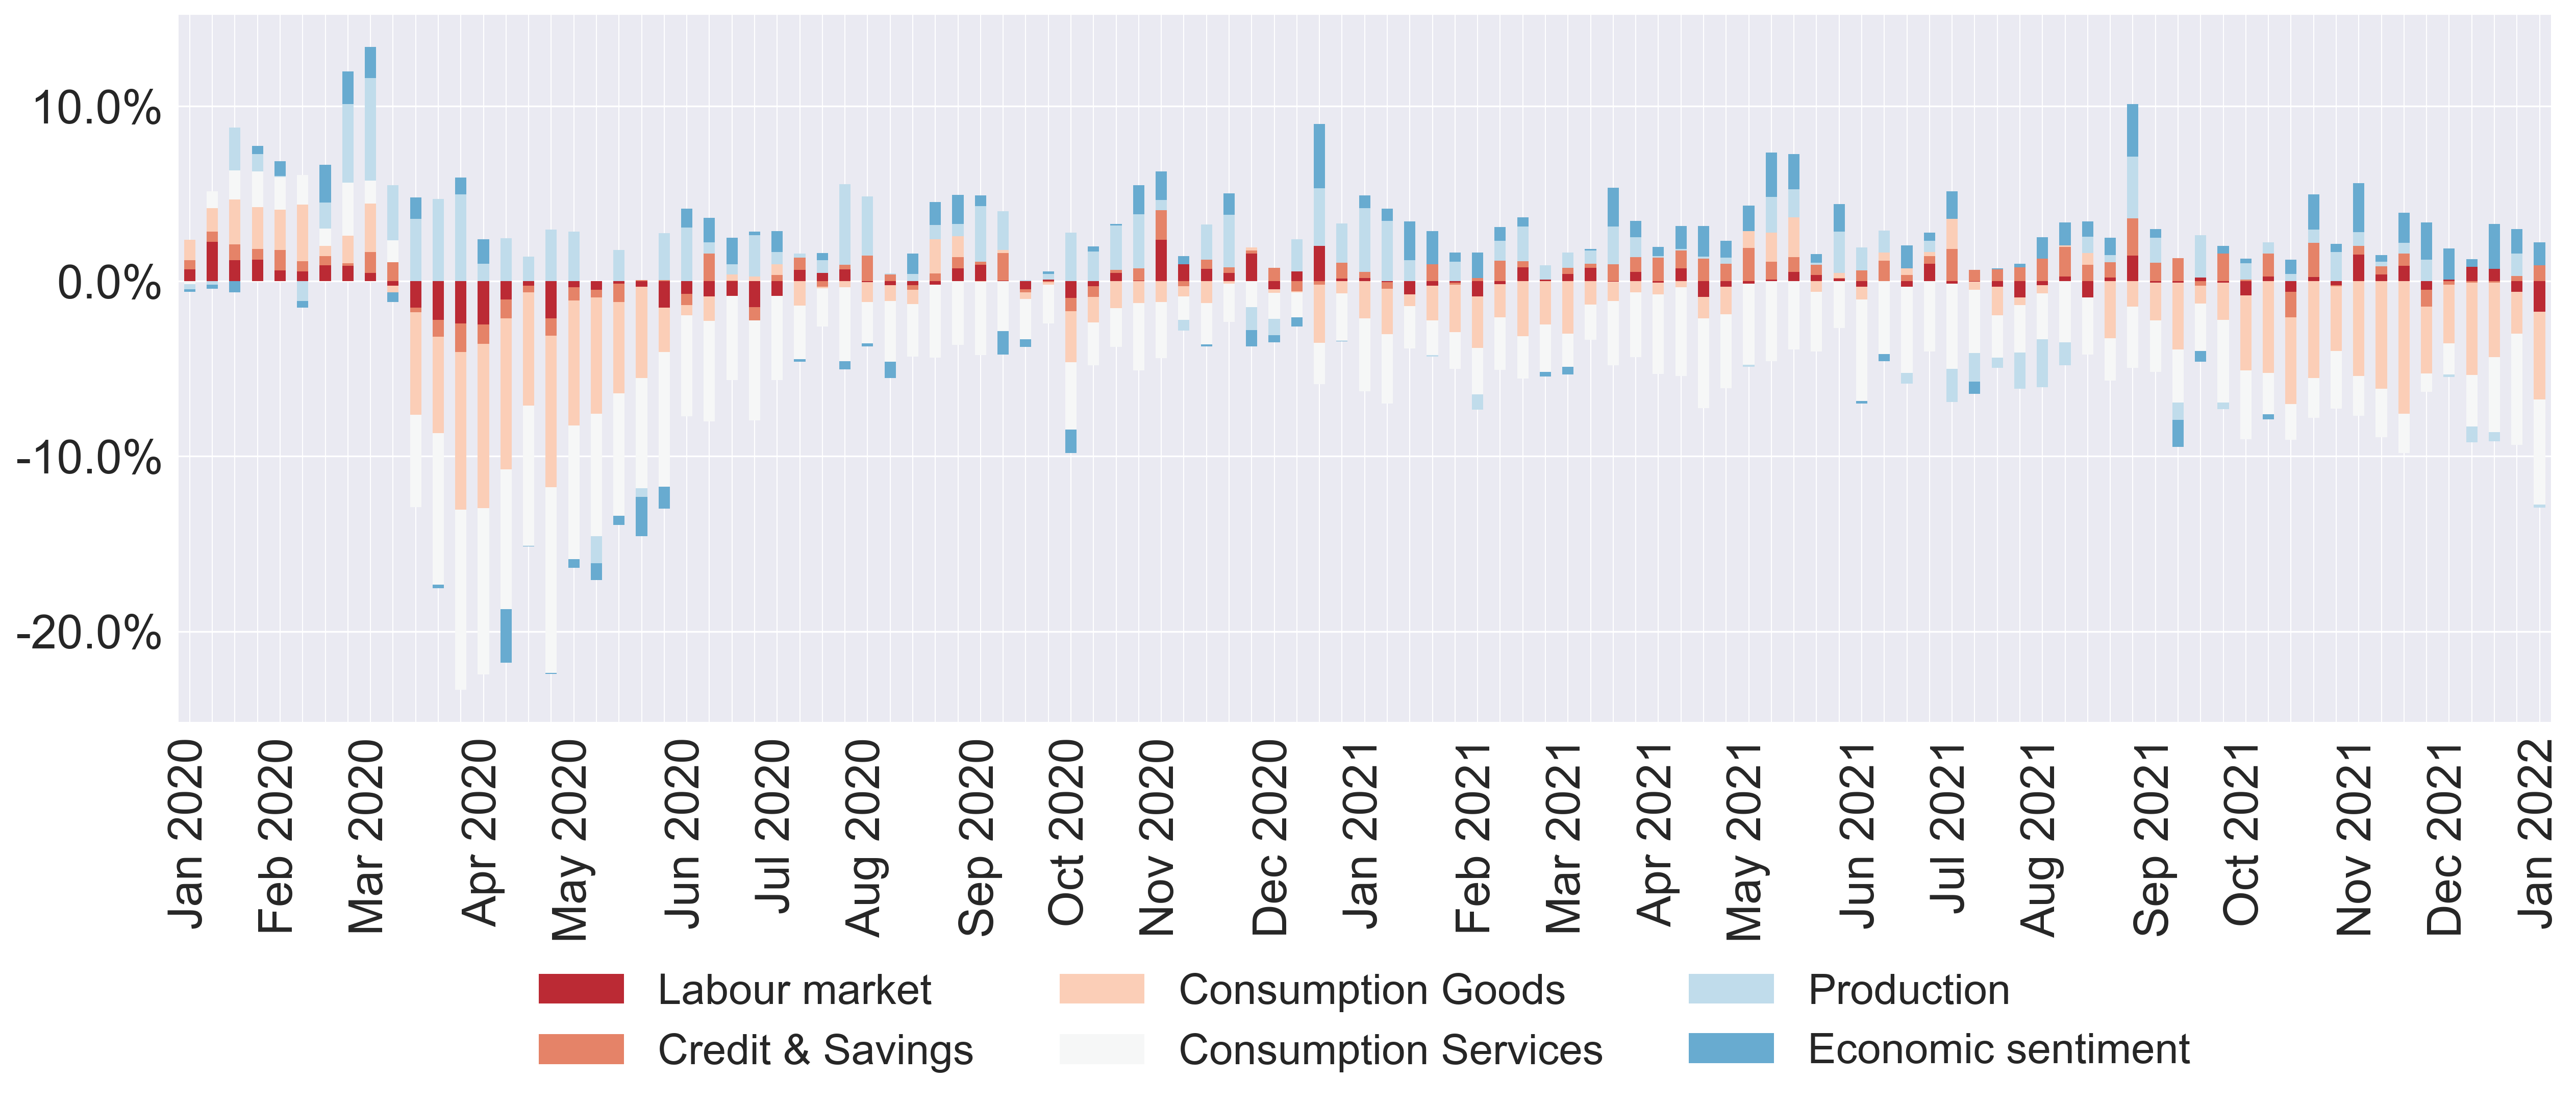 10.0%
0.0%
-10.0%
-20.0%
Jan 2020
Feb 2020
Mar 2020
Apr 2020
May 2020
Jun 2020
Jul 2020
Aug 2020
Sep 2020
Oct 2020
Nov 2020
Dec 2020
Jan 2021
Feb 2021
Mar 2021
Apr 2021
May 2021
Jun 2021
Jul 2021
Aug 2021
Sep 2021
Oct 2021
Nov 2021
Dec 2021
Jan 2022
Labour market
Credit & Savings
Consumption Goods
Consumption Services
Production
Economic sentiment